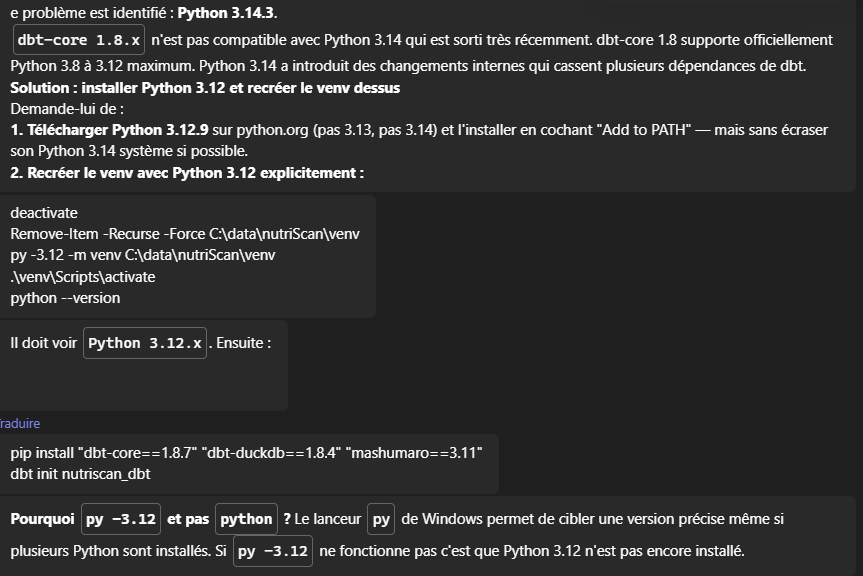 e problème est identifié : Python 3.14.3.
dbt-core 1.8.x n'est pas compatible avec Python 3.14 qui est sorti très récemment. dbt-core 1.8 supporte officiellement
Python 3.8 à 3.12 maximum. Python 3.14 a introduit des changements internes qui cassent plusieurs dépendances de dbt.
Solution : installer Python 3.12 et recréer le venv dessus
Demande-lui de :
1. Télécharger Python 3.12.9 sur python.org (pas 3.13, pas 3.14) et l'installer en cochant "Add to PATH" — mais sans écraser
son Python 3.14 système si possible.
2. Recréer le venv avec Python 3.12 explicitement :
deactivate
Remove-Item -Recurse -Force C:\data\nutriScan\venv
py -3.12 -m venv C:\data\nutriScan\venv
.\venv\Scripts\activate
python --version
Il doit voir Python 3.12.x. Ensuite :
raduire
pip install "dbt-core==1.8.7" "dbt-duckdb==1.8.4" "mashumaro==3.11"
dbt init nutriscan_dbt
Pourquoi py -3.12 et pas python ? Le lanceur py de Windows permet de cibler une version précise même si
plusieurs Python sont installés. Si py -3.12 ne fonctionne pas c'est que Python 3.12 n'est pas encore installé.